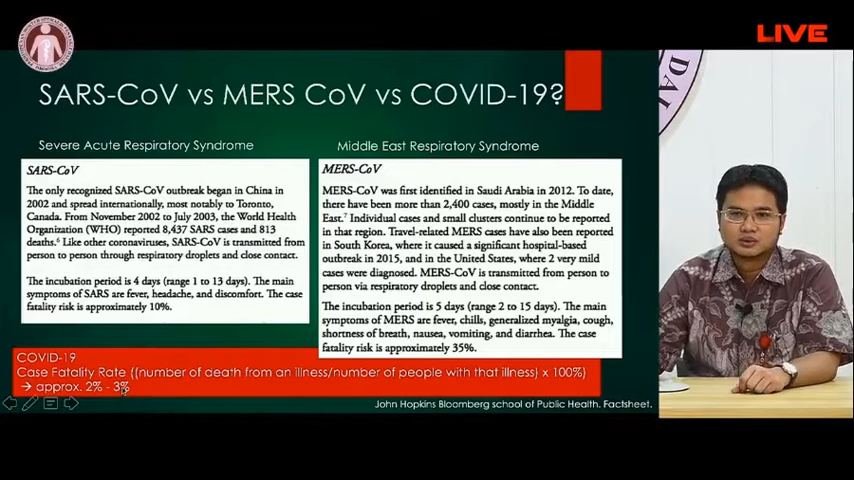 LIVE
SARS-CoV vs MERS CoV vs COVID-19?
Severe Acute Respiratory Syndrome
SARS-CoV
The only recognized SARS-CoV outbreak began in China in
2002 and spread internationally, most notably to Toronto,
Canada. From November 2002 to July 2003, the World Health
Organization (WHO) reported 8,437 SARS cases and 813
deaths.⁶ Like other coronaviruses, SARS-CoV is transmitted from
person to person through respiratory droplets and close contact.
The incubation period is 4 days (range 1 to 13 days). The main
symptoms of SARS are fever, headache, and discomfort. The case
fatality risk is approximately 10%.
Middle East Respiratory Syndrome
MERS-CoV
MERS-CoV was first identified in Saudi Arabia in 2012. To date,
there have been more than 2,400 cases, mostly in the Middle
East.⁷ Individual cases and small clusters continue to be reported
in that region. Travel-related MERS cases have also been reported
in South Korea, where it caused a significant hospital-based
outbreak in 2015, and in the United States, where 2 very mild
cases were diagnosed. MERS-CoV is transmitted from person to
person via respiratory droplets and close contact.
The incubation period is 5 days (range 2 to 15 days). The main
symptoms of MERS are fever, chills, generalized myalgia, cough,
shortness of breath, nausea, vomiting, and diarrhea. The case
fatality risk is approximately 35%.
COVID-19
Case Fatality Rate ((number of death from an illness/number of people with that illness) x 100%)
→ approx. 2% - 3%
John Hopkins Bloomberg school of Public Health. Factsheet.
DAL